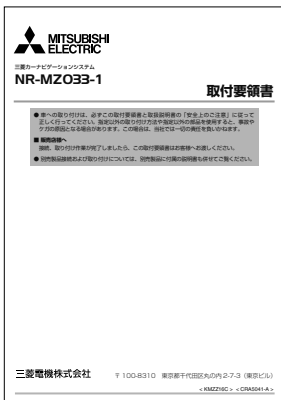 MITSUBISHI
ELECTRIC
三菱カーナビゲーションシステム
NR-MZ033-1
取付要領書
● 車への取り付けは、必ずこの取付要領書と取扱説明書の「安全上のご注意」に従って
正しく行ってください。指定以外の取り付け方法や指定以外の部品を使用すると、事故や
ケガの原因となる場合があります。この場合は、当社では一切の責任を負いかねます。
■ 販売店様へ
接続、取り付け作業が完了しましたら、この取付要領書はお客様へお渡しください。
● 別売製品接続および取り付けについては、別売製品に付属の説明書も併せてご覧ください。
三菱電機株式会社
〒100-8310 東京都千代田区丸の内2-7-3（東京ビル）
< KMZZ16C > < CRA5041-A >